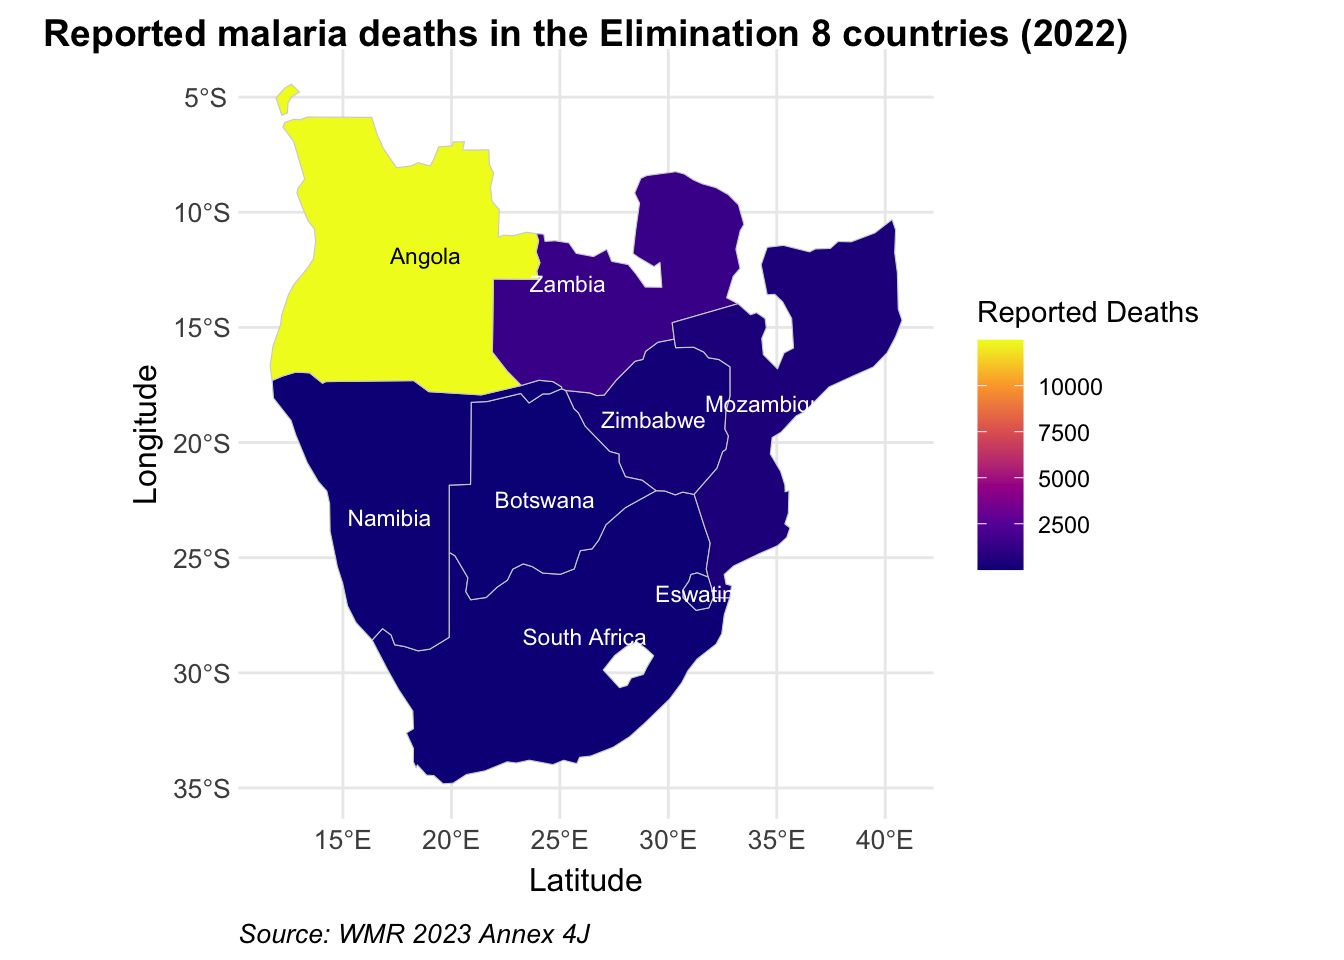 Reported malaria deaths in the Elimination 8 countries (2022)
5°S
10°S
15°S
20°S
25°S
30°S
35°S
Longitude
Angola
Zambia
Mozambiqu
Zimbabwe
Botswana
Namibia
Eswatin
South Africa
Reported Deaths
10000
7500
5000
2500
15°E 20°E 25°E 30°E 35°E 40°E
Latitude
Source: WMR 2023 Annex 4J